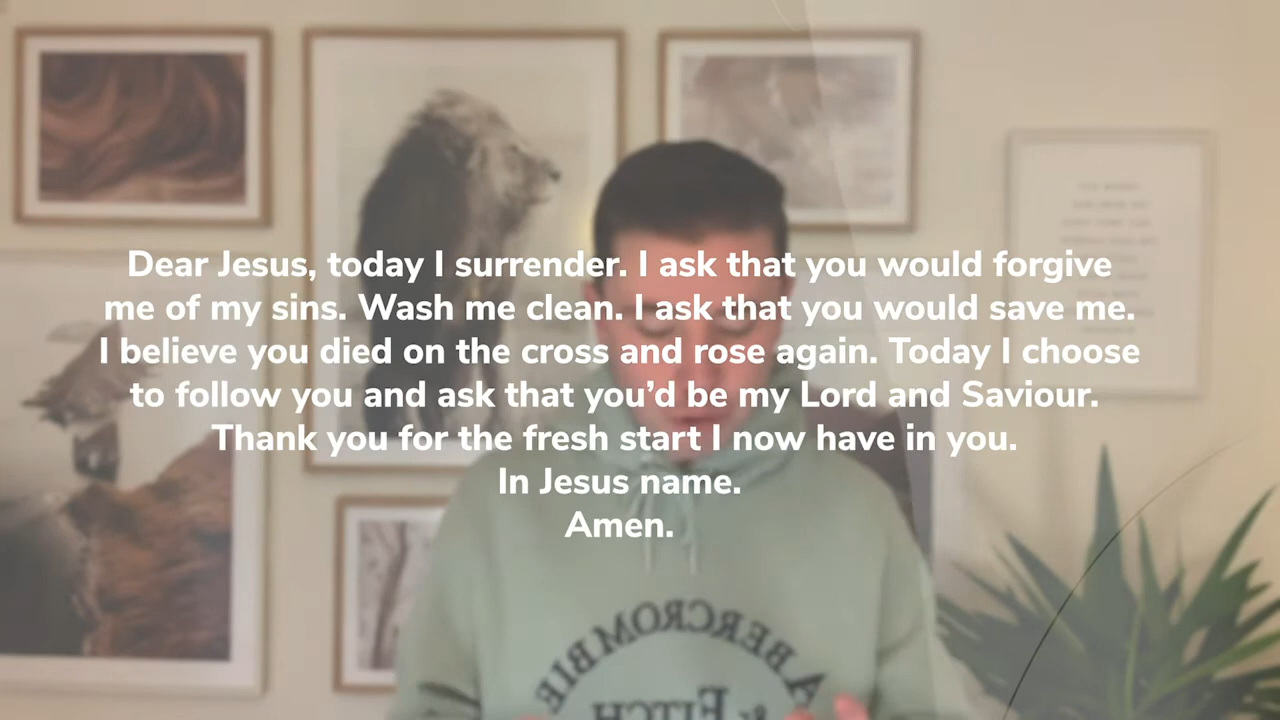 Dear Jesus, today I surrender. I ask that you would forgive
me of my sins. Wash me clean. I ask that you would save me.
I believe you died on the cross and rose again. Today I choose
to follow you and ask that you’d be my Lord and Saviour.
Thank you for the fresh start I now have in you.
In Jesus name.
Amen.
ABERCROMBIE
& FITCH